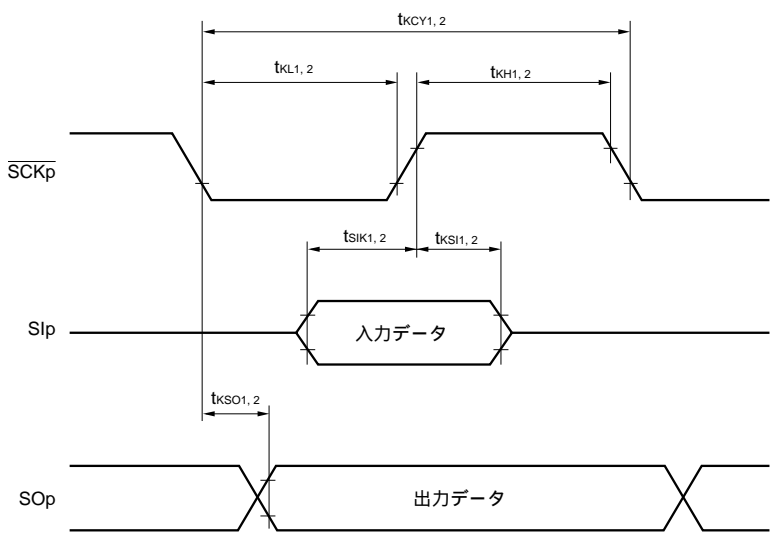 tKCY1, 2
tKL1, 2
tKH1, 2
SCKp
tSIK1, 2
tKSI1, 2
SIp
入力データ
tKSO1, 2
SOp
出力データ